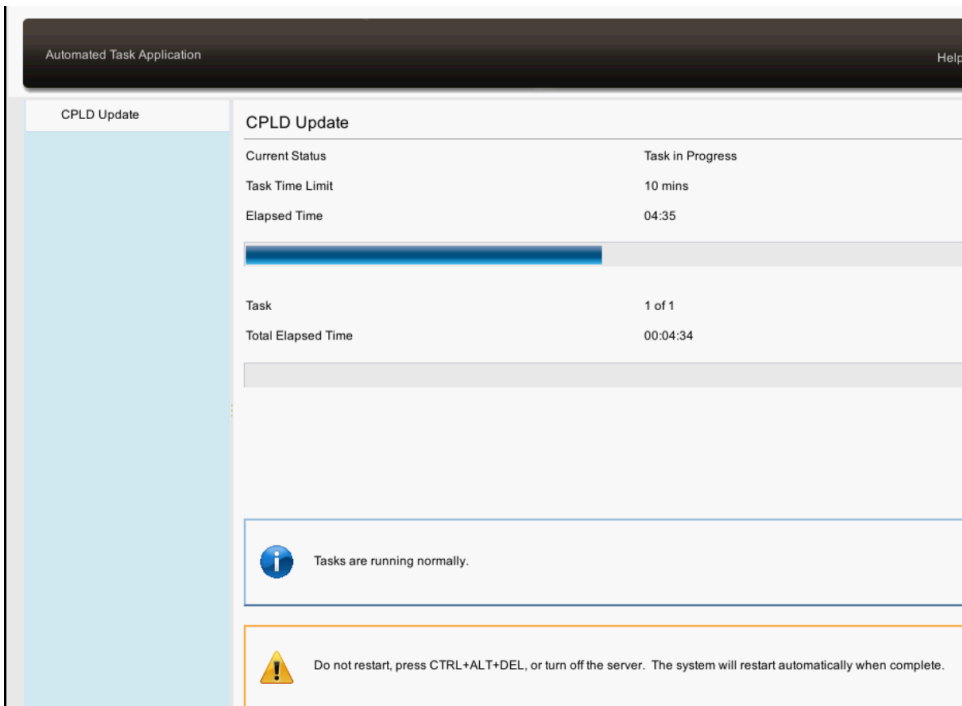 Automated Task Application
Help
CPLD Update
CPLD Update
Current Status Task in Progress
Task Time Limit 10 mins
Elapsed Time 04:35
Task 1 of 1
Total Elapsed Time 00:04:34
Tasks are running normally.
Do not restart, press CTRL+ALT+DEL, or turn off the server. The system will restart automatically when complete.